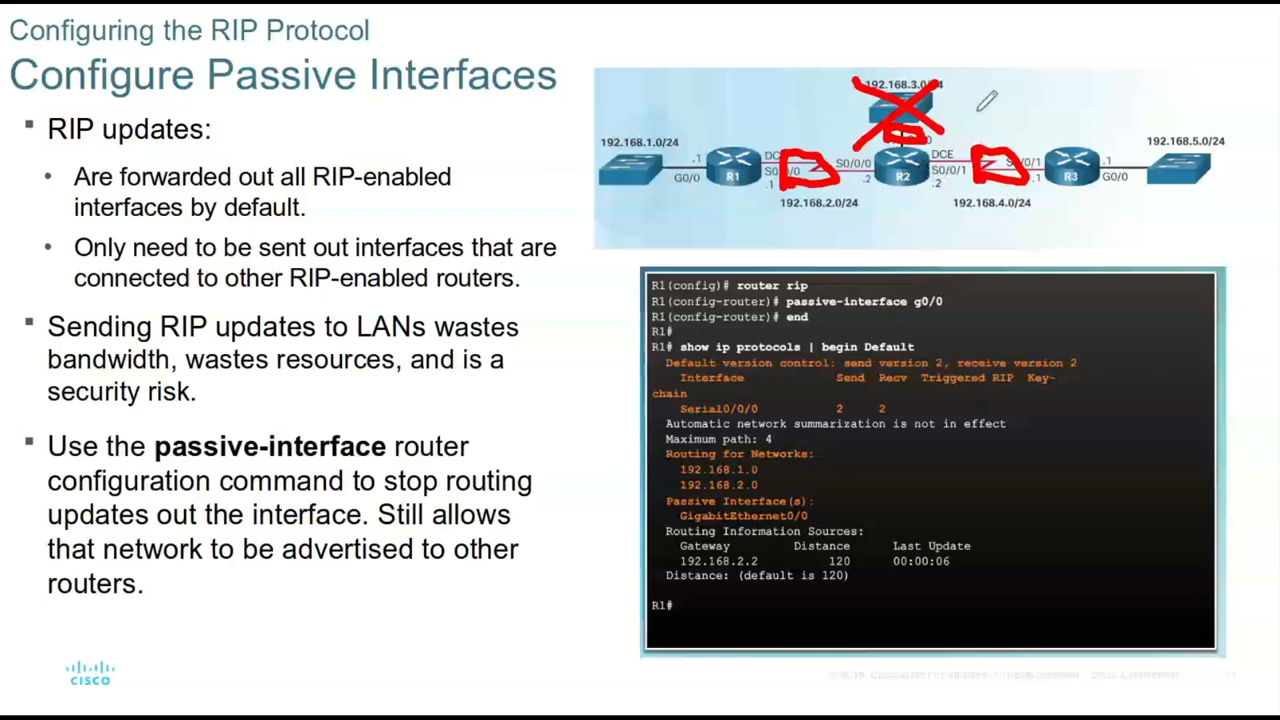 Configuring the RIP Protocol
Configure Passive Interfaces
RIP updates:
Are forwarded out all RIP-enabled
interfaces by default.
Only need to be sent out interfaces that are
connected to other RIP-enabled routers.
Sending RIP updates to LANs wastes
bandwidth, wastes resources, and is a
security risk.
Use the passive-interface router
configuration command to stop routing
updates out the interface. Still allows
that network to be advertised to other
routers.
192.168.1.0/24
.1
G0/0
R1
.1
192.168.2.0/24
S0/0/0
.2
R2
DCE
S0/0/1
.2
192.168.4.0/24
.1
R3
.1
G0/0
192.168.5.0/24
R1(config)# router rip
R1(config-router)# passive-interface g0/0
R1(config-router)# end
R1#
R1# show ip protocols | begin Default
Default version control: send version 2, receive version 2
Interface Send Recv Triggered RIP Key-
chain
Serial0/0/0 2 2
Automatic network summarization is not in effect
Maximum path: 4
Routing for Networks:
192.168.1.0
192.168.2.0
Passive Interface(s):
GigabitEthernet0/0
Routing Information Sources:
Gateway Distance Last Update
192.168.2.2 120 00:00:06
Distance: (default is 120)
R1#
CISCO